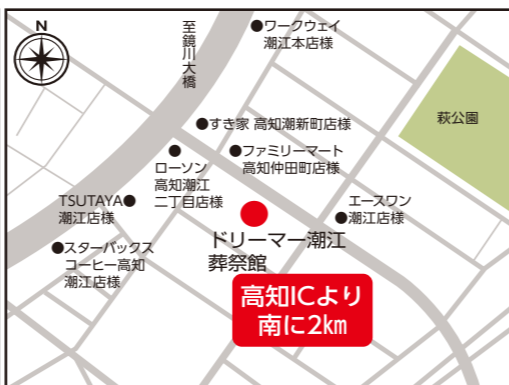 N
至鏡川大橋
●ワークウェイ
潮江本店様
萩公園
●すき家 高知潮新町店様
●
ローソン
高知潮江
二丁目店様
●ファミリーマート
高知仲田町店様
TSUTAYA●
潮江店様
エースワン
●潮江店様
●スターバックス
コーヒー高知
潮江店様
ドリーマー潮江
葬祭館
高知ICより
南に2㎞